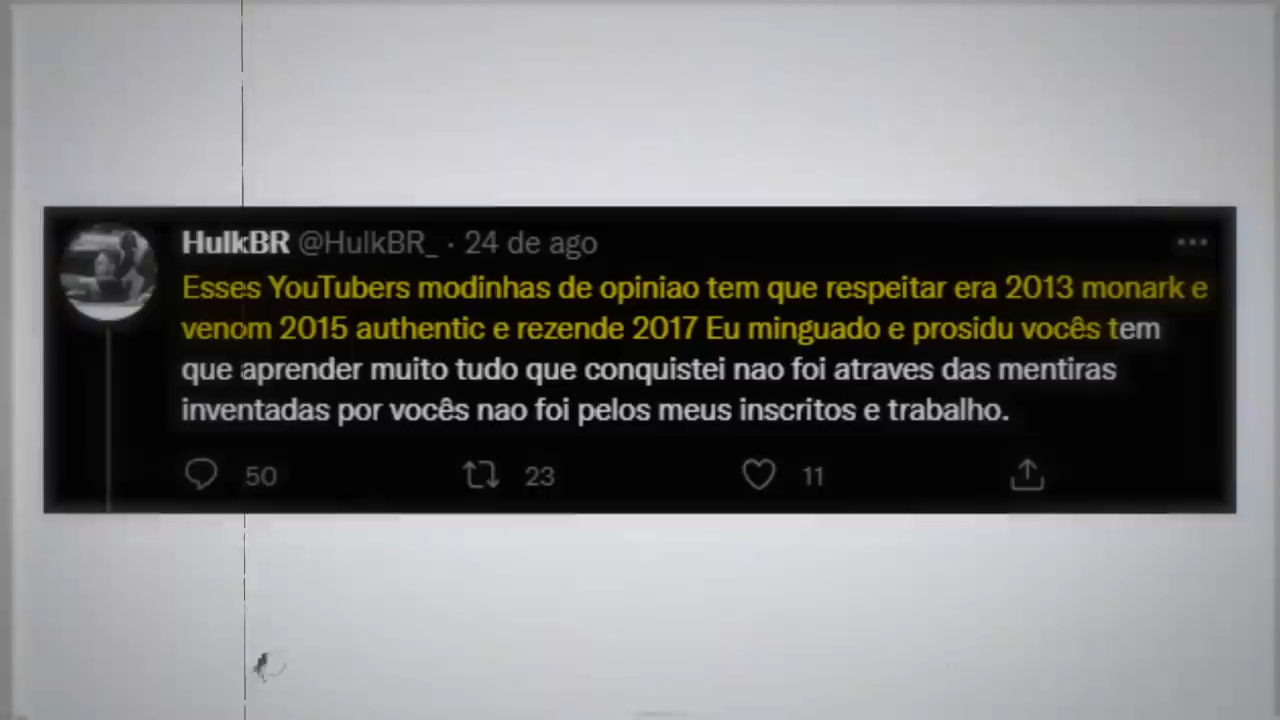 HulkBR @HulkBR_ · 24 de ago
Esses YouTubers modinhas de opiniao tem que respeitar era 2013 monark e
venom 2015 authentic e rezende 2017 Eu minguado e prosidu vocês tem
que aprender muito tudo que conquistei nao foi atraves das mentiras
inventadas por vocês nao foi pelos meus inscritos e trabalho.
50 23 11